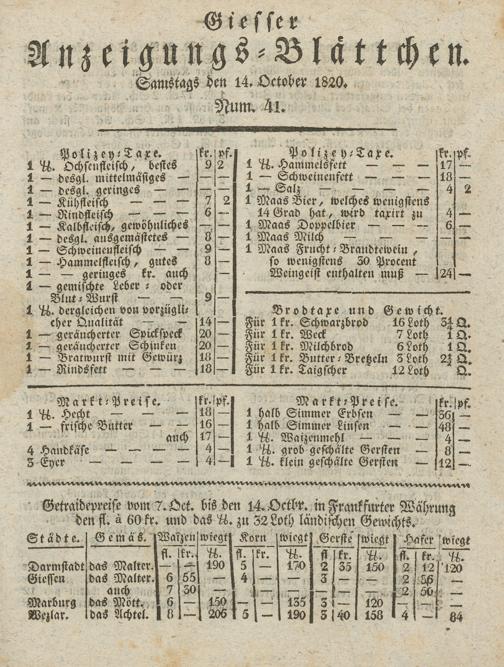 Giesser
Anzeigungs-Blättchen.
Samstags den 14. October 1820.
Num. 41.
Polizey-Taxe. kr. pf.
1 ℔. Ochsenfleisch, bestes 9 2
1 — desgl. mittelmäsiges — — —
1 — desgl. geringes — — —
1 — Kühfleisch — — 7 2
1 — Rindfleisch — — 6 —
1 — Kalbfleisch, gewöhnliches — —
1 — desgl. ausgemästetes — 8 —
1 — Schweinenfleisch — 9 —
1 — Hammelfleisch, gutes 8 —
1 — — geringes kr. auch — —
1 — gemischte Leber- oder
Blut-Wurst — — 9 —
1 ℔. dergleichen von vorzügli-
cher Qualität — — 14 —
1 — geräucherter Spickspeck 20 —
1 — geräucherter Schinken 20 —
1 — Bratwurst mit Gewürz 18 —
1 — Rindsfett — — 18 —
Polizey-Taxe. kr. pf.
1 ℔. Hammelsfett — — — 17 —
1 — Schweinenfett — — — 18 —
1 — Salz — — — — 4 2
1 Maas Bier, welches wenigstens
14 Grad hat, wird taxirt zu 4 —
1 Maas Doppelbier — — 6 —
1 Maas Milch — — — — —
1 Maas Frucht-Brandtewein,
so wenigstens 30 Procent
Weingeist enthalten muß — 24 —
Brodtaxe und Gewicht.
Für 1 kr. Schwarzbrod 16 Loth Q.
Für 1 kr. Weck 7 Loth Q.
Für 1 kr. Milchbrod 6 Loth Q.
Für 1 kr. Butter-Bretzeln 3 Loth Q.
Für 1 kr. Taigscher 12 Loth Q.
Markt-Preise. kr. pf.
1 ℔. Hecht — — — 18 —
1 — frische Butter — — 16 —
auch 17 —
4 Handkäse — — — 4 —
3 Eyer — — — 4 —
Markt-Preise. kr. pf.
1 halb Simmer Erbsen — — 36 —
1 halb Simmer Linsen — — 48 —
1 ℔. Waizenmehl — — — 4 —
1 ℔. grob geschälte Gersten — 8 —
1 ℔. klein geschälte Gersten — 12 —
Getraidepreise vom 7. Oct. bis den 14. Octbr. in Frankfurter Währung
den fl. à 60 kr. und das ℔. zu 32 Loth ländischen Gewichts.
Städte. Gemäs. Waizen wiegt Korn wiegt Gerste wiegt Hafer wiegt
fl. kr. ℔. fl. kr. ℔. fl. kr. ℔. fl. kr. ℔.
Darmstadt das Malter. — — 190 5 — 170 2 35 150 2 12 120
Giessen das Malter. 6 55 — 4 — — 3 — — 2 56 —
auch 7 30 — — — — — — — 2 50 —
Marburg das Mött. 6 — 150 — — 135 3 — 120 — — —
Wezlar. das Achtel. 8 — 206 5 — 190 3 40 158 4 — 84